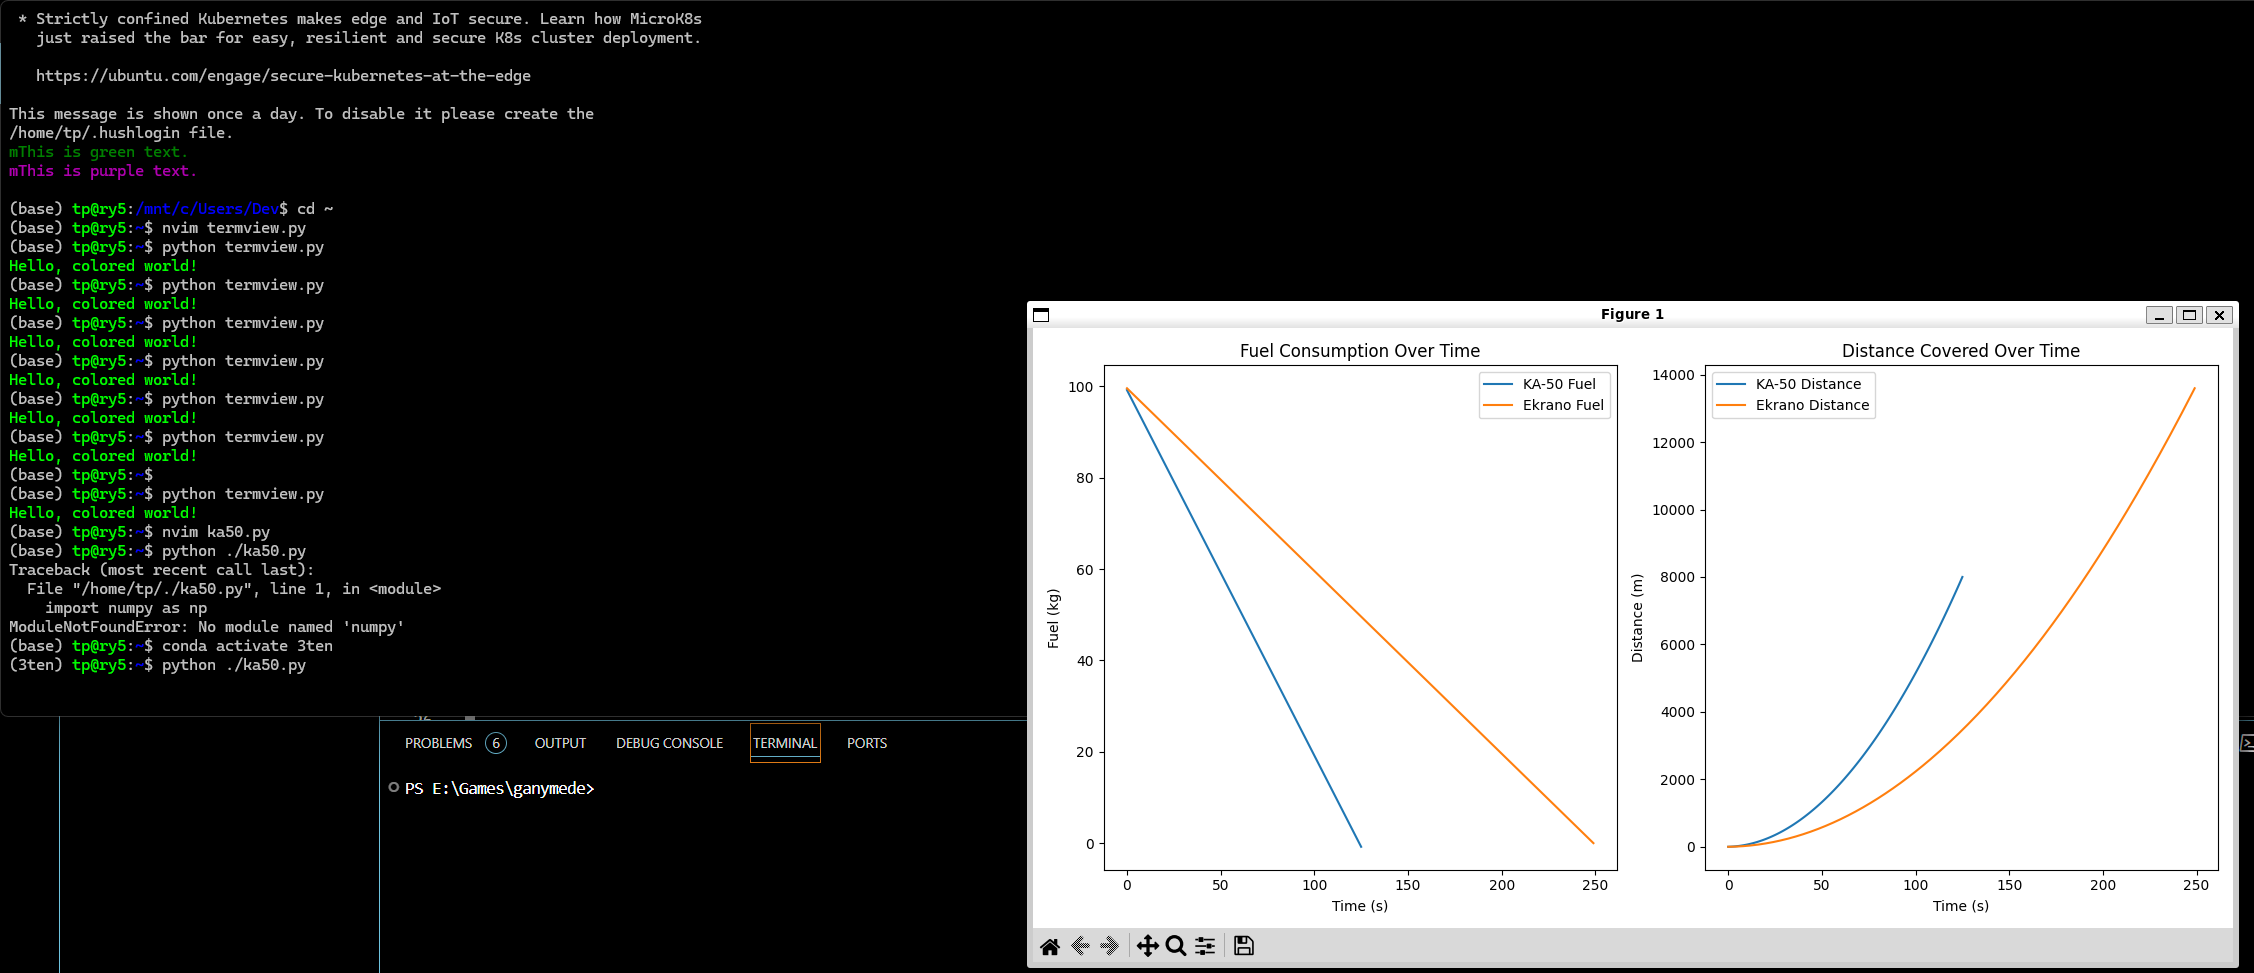 * Strictly confined Kubernetes makes edge and IoT secure. Learn how MicroK8s
just raised the bar for easy, resilient and secure K8s cluster deployment.
https://ubuntu.com/engage/secure-kubernetes-at-the-edge
This message is shown once a day. To disable it please create the
/home/tp/.hushlogin file.
mThis is green text.
mThis is purple text.
(base) tp@ry5:/mnt/c/Users/Dev$ cd ~
(base) tp@ry5:~$ nvim termview.py
(base) tp@ry5:~$ python termview.py
Hello, colored world!
(base) tp@ry5:~$ python termview.py
Hello, colored world!
(base) tp@ry5:~$ python termview.py
Hello, colored world!
(base) tp@ry5:~$ python termview.py
Hello, colored world!
(base) tp@ry5:~$ python termview.py
Hello, colored world!
(base) tp@ry5:~$ python termview.py
Hello, colored world!
(base) tp@ry5:~$
(base) tp@ry5:~$ python termview.py
Hello, colored world!
(base) tp@ry5:~$ nvim ka50.py
(base) tp@ry5:~$ python ./ka50.py
Traceback (most recent call last):
File "/home/tp/./ka50.py", line 1, in <module>
import numpy as np
ModuleNotFoundError: No module named 'numpy'
(base) tp@ry5:~$ conda activate 3ten
(3ten) tp@ry5:~$ python ./ka50.py
PROBLEMS 6 OUTPUT DEBUG CONSOLE TERMINAL PORTS
PS E:\Games\ganymede>
Figure 1
Fuel Consumption Over Time
KA-50 Fuel
Ekrano Fuel
100
80
60
40
20
0
Fuel (kg)
0 50 100 150 200 250
Time (s)
Distance Covered Over Time
KA-50 Distance
Ekrano Distance
14000
12000
10000
8000
6000
4000
2000
0
Distance (m)
0 50 100 150 200 250
Time (s)